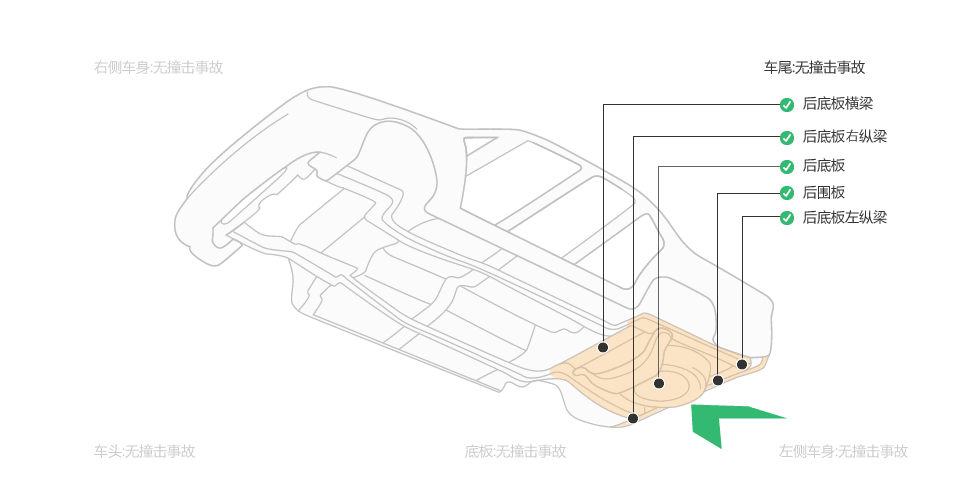 右侧车身:无撞击事故
车尾:无撞击事故
后底板横梁
后底板右纵梁
后底板
后围板
后底板左纵梁
车头:无撞击事故
底板:无撞击事故
左侧车身:无撞击事故